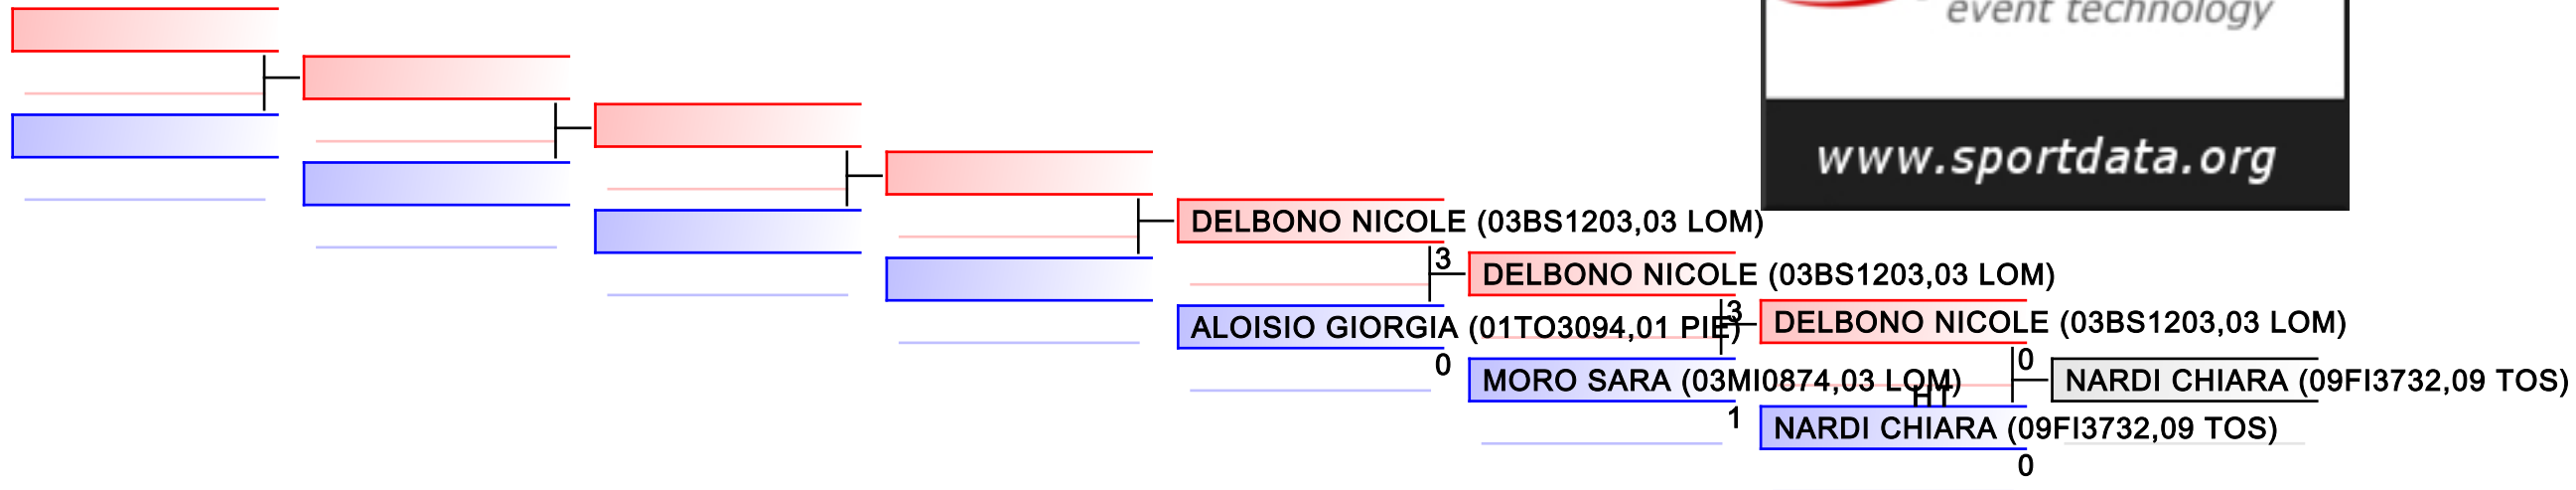 event technology
www.sportdata.org
DELBONO NICOLE (03BS1203,03 LOM)
3
DELBONO NICOLE (03BS1203,03 LOM)
ALOISIO GIORGIA (01TO3094,01 PIE)
3
DELBONO NICOLE (03BS1203,03 LOM)
0
0
MORO SARA (03MI0874,03 LOM)
NARDI CHIARA (09FI3732,09 TOS)
H1
1
NARDI CHIARA (09FI3732,09 TOS)
0